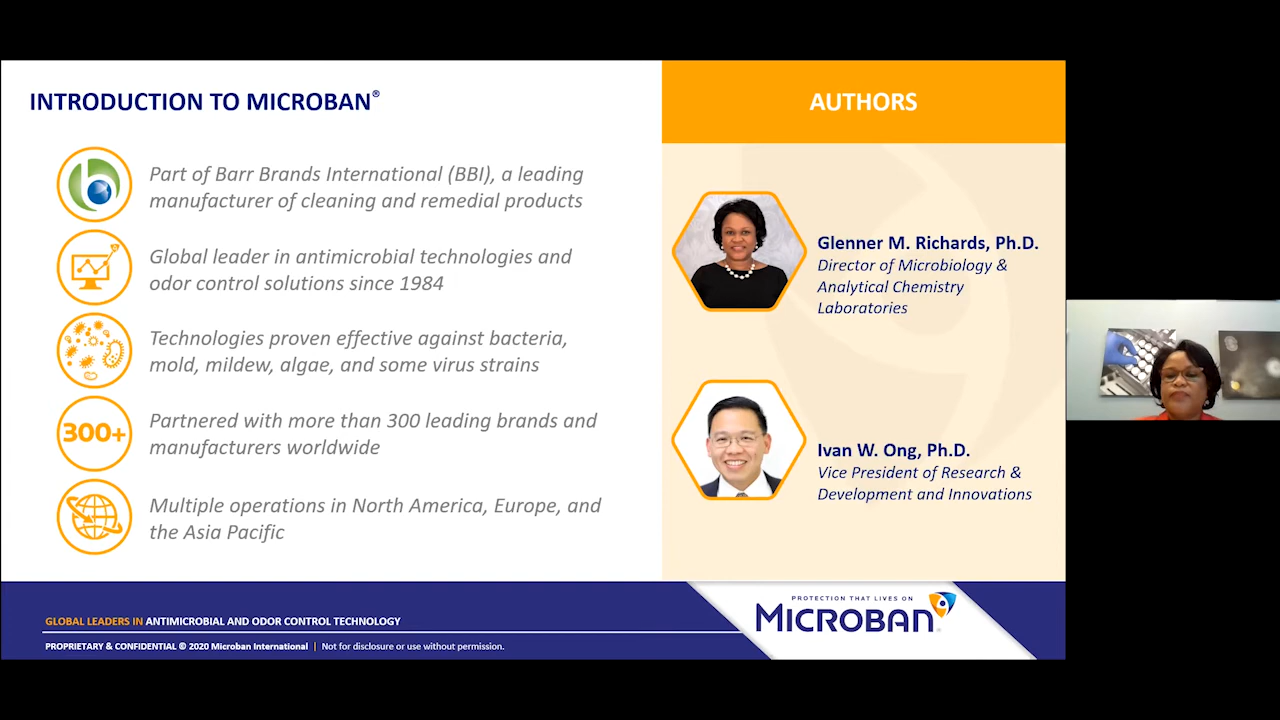 INTRODUCTION TO MICROBAN®
Part of Barr Brands International (BBI), a leading
manufacturer of cleaning and remedial products
Global leader in antimicrobial technologies and
odor control solutions since 1984
Technologies proven effective against bacteria,
mold, mildew, algae, and some virus strains
300+
Partnered with more than 300 leading brands and
manufacturers worldwide
Multiple operations in North America, Europe, and
the Asia Pacific
AUTHORS
Glenner M. Richards, Ph.D.
Director of Microbiology &
Analytical Chemistry
Laboratories
Ivan W. Ong, Ph.D.
Vice President of Research &
Development and Innovations
GLOBAL LEADERS IN ANTIMICROBIAL AND ODOR CONTROL TECHNOLOGY
PROPRIETARY & CONFIDENTIAL © 2020 Microban International | Not for disclosure or use without permission.
PROTECTION THAT LIVES ON
MICROBAN®